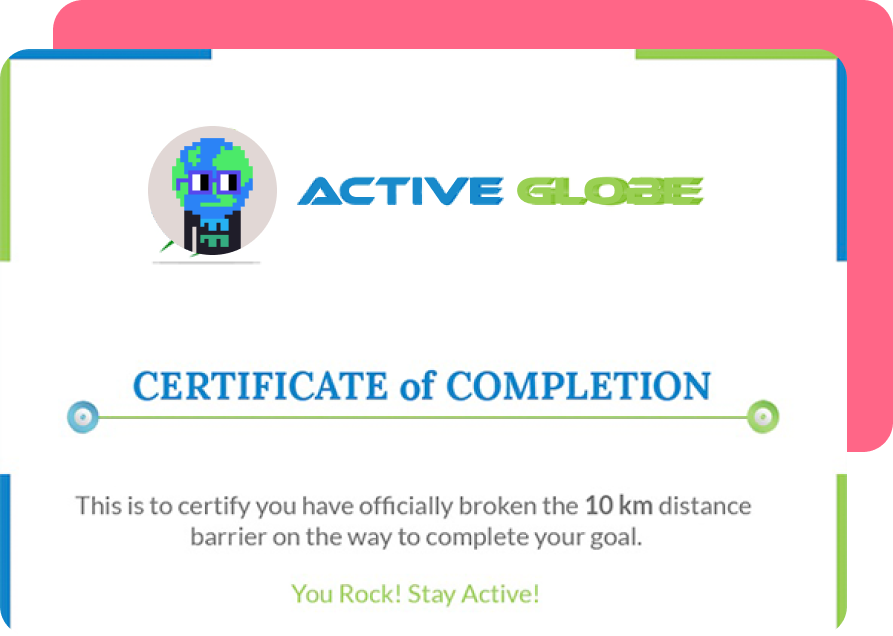 ACTIVE GLOBE
CERTIFICATE of COMPLETION
This is to certify you have officially broken the 10 km distance
barrier on the way to complete your goal.
You Rock! Stay Active!